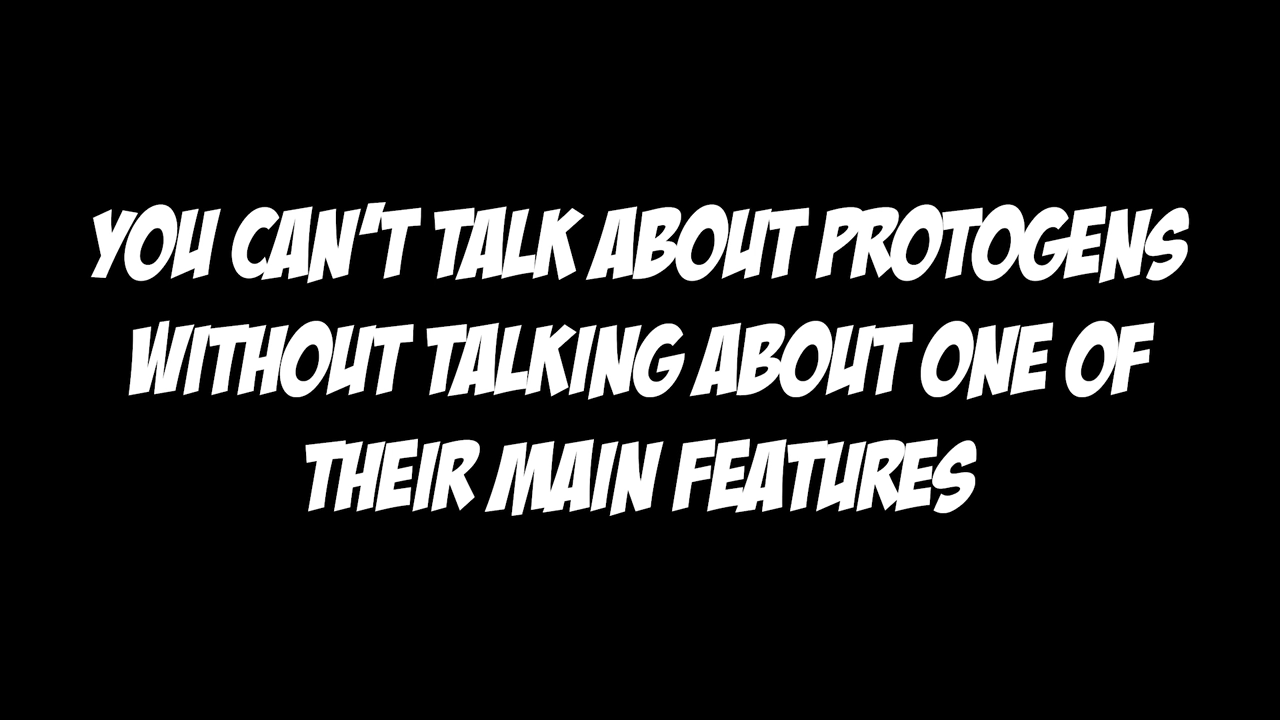 YOU CAN'T TALK ABOUT PROTOGENS
WITHOUT TALKING ABOUT ONE OF
THEIR MAIN FEATURES